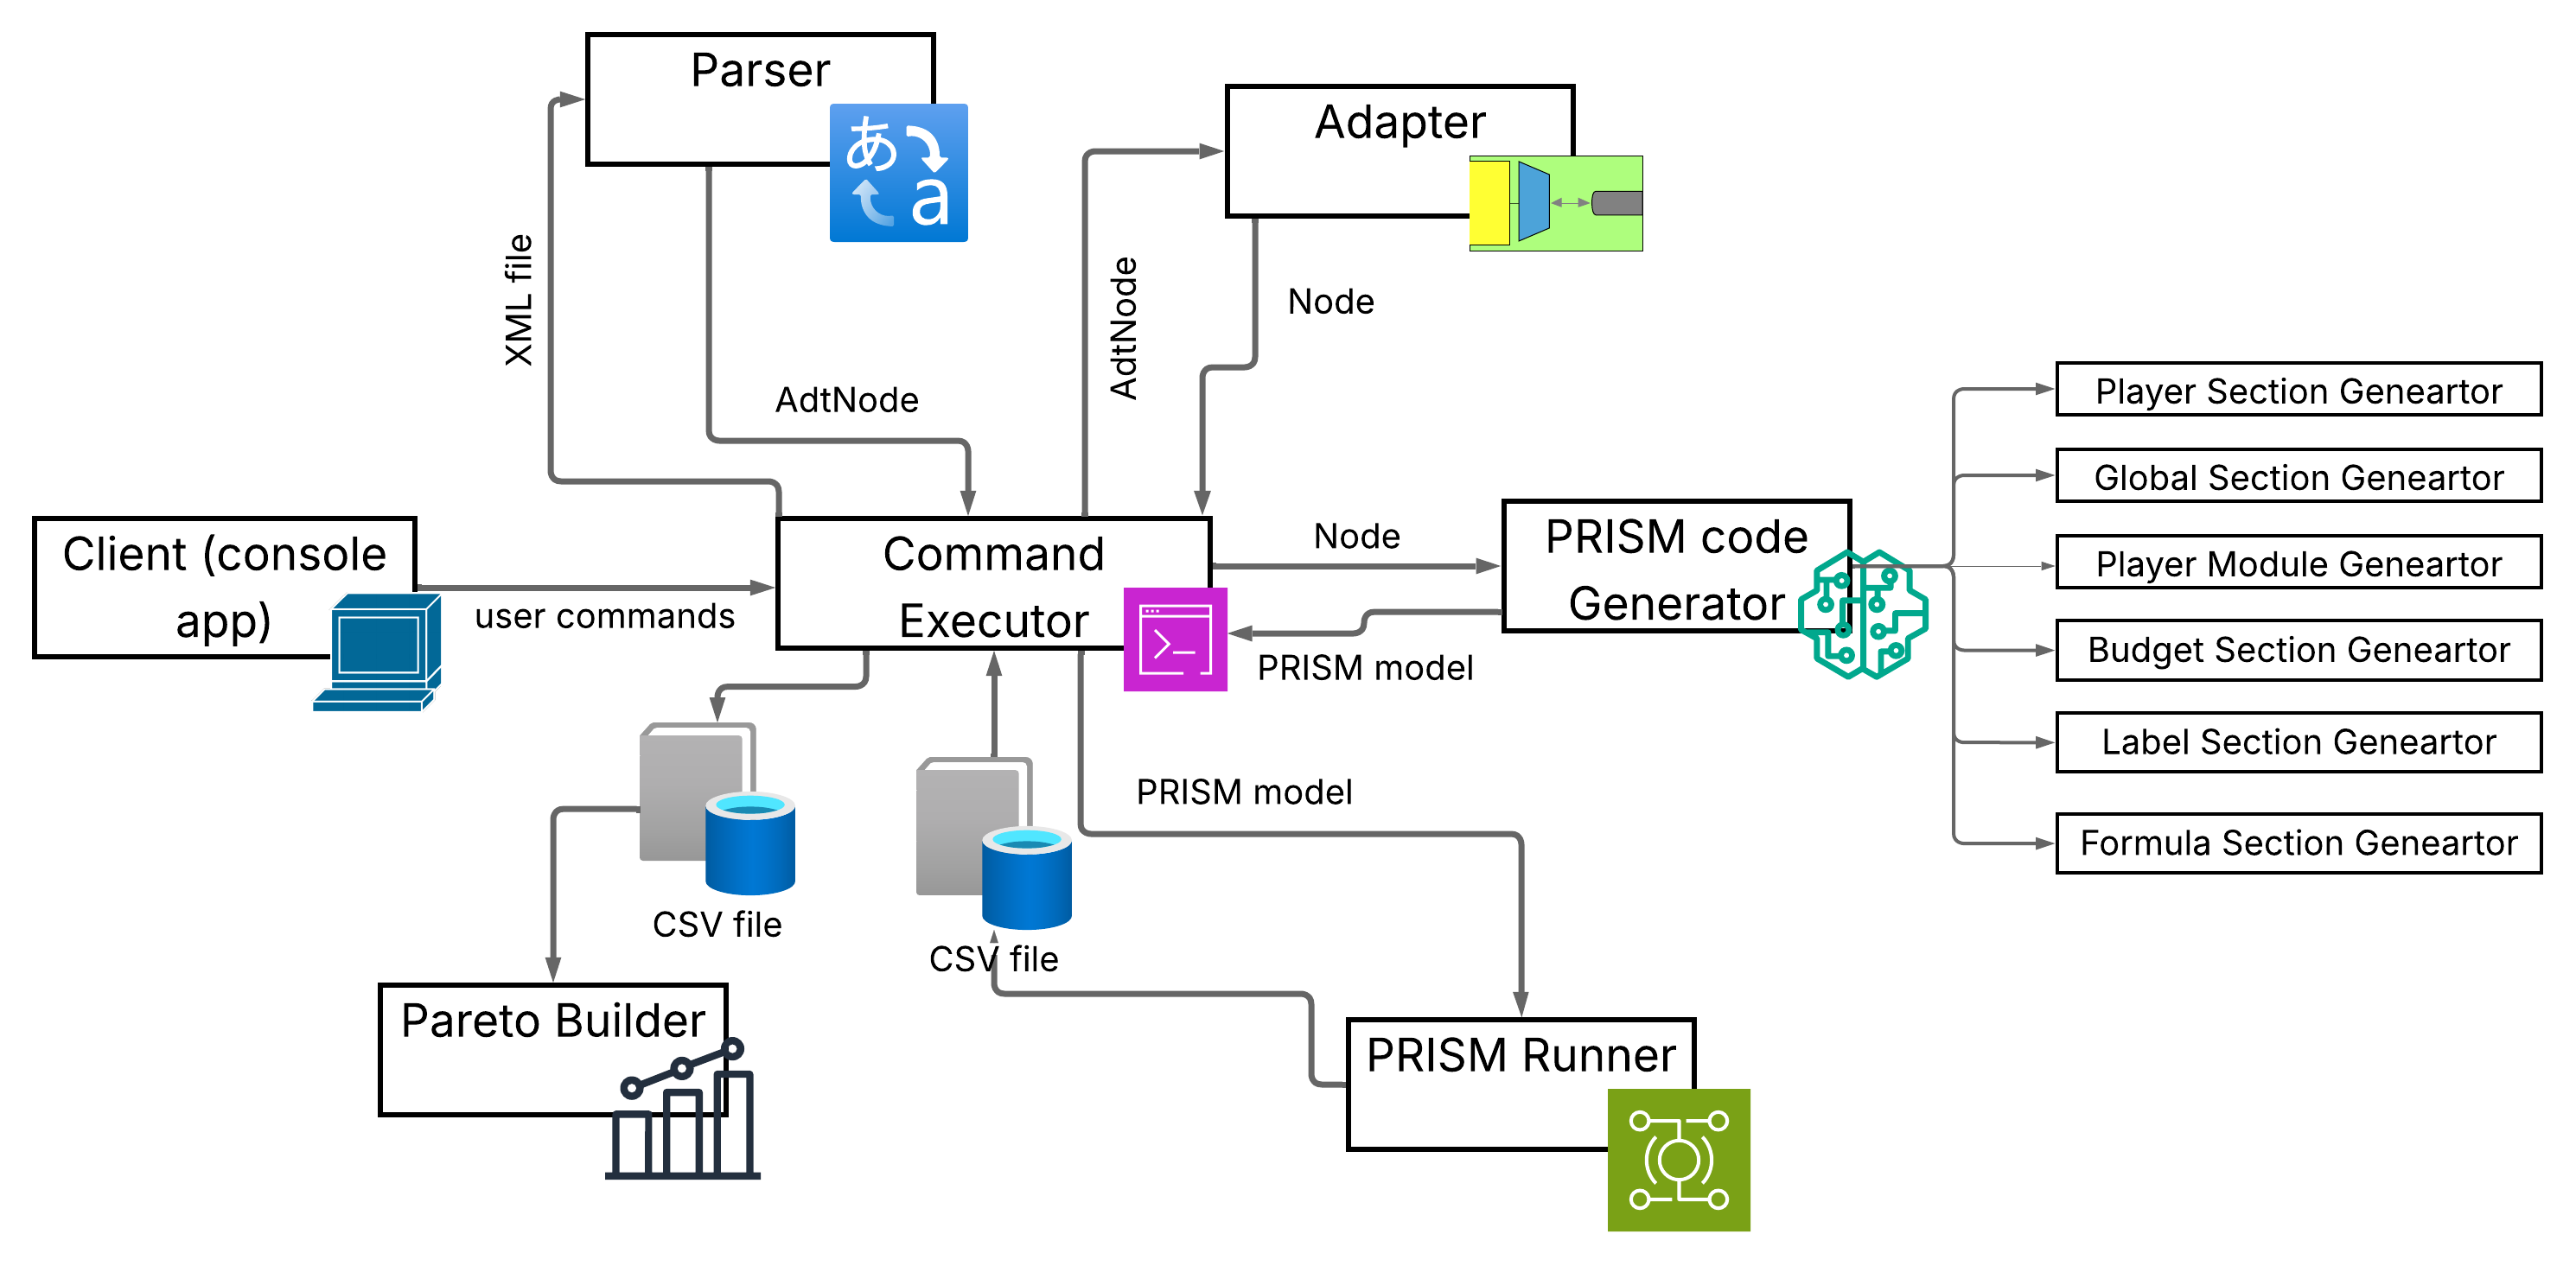 Parser
あ
a
Adapter
XML file
AdtNode
Node
AdtNode
Player Section Geneartor
Global Section Geneartor
Client (console
app)
user commands
Command
Executor
Node
PRISM code
Generator
PRISM model
Player Module Geneartor
Budget Section Geneartor
Label Section Geneartor
Formula Section Geneartor
PRISM model
CSV file
CSV file
Pareto Builder
PRISM Runner